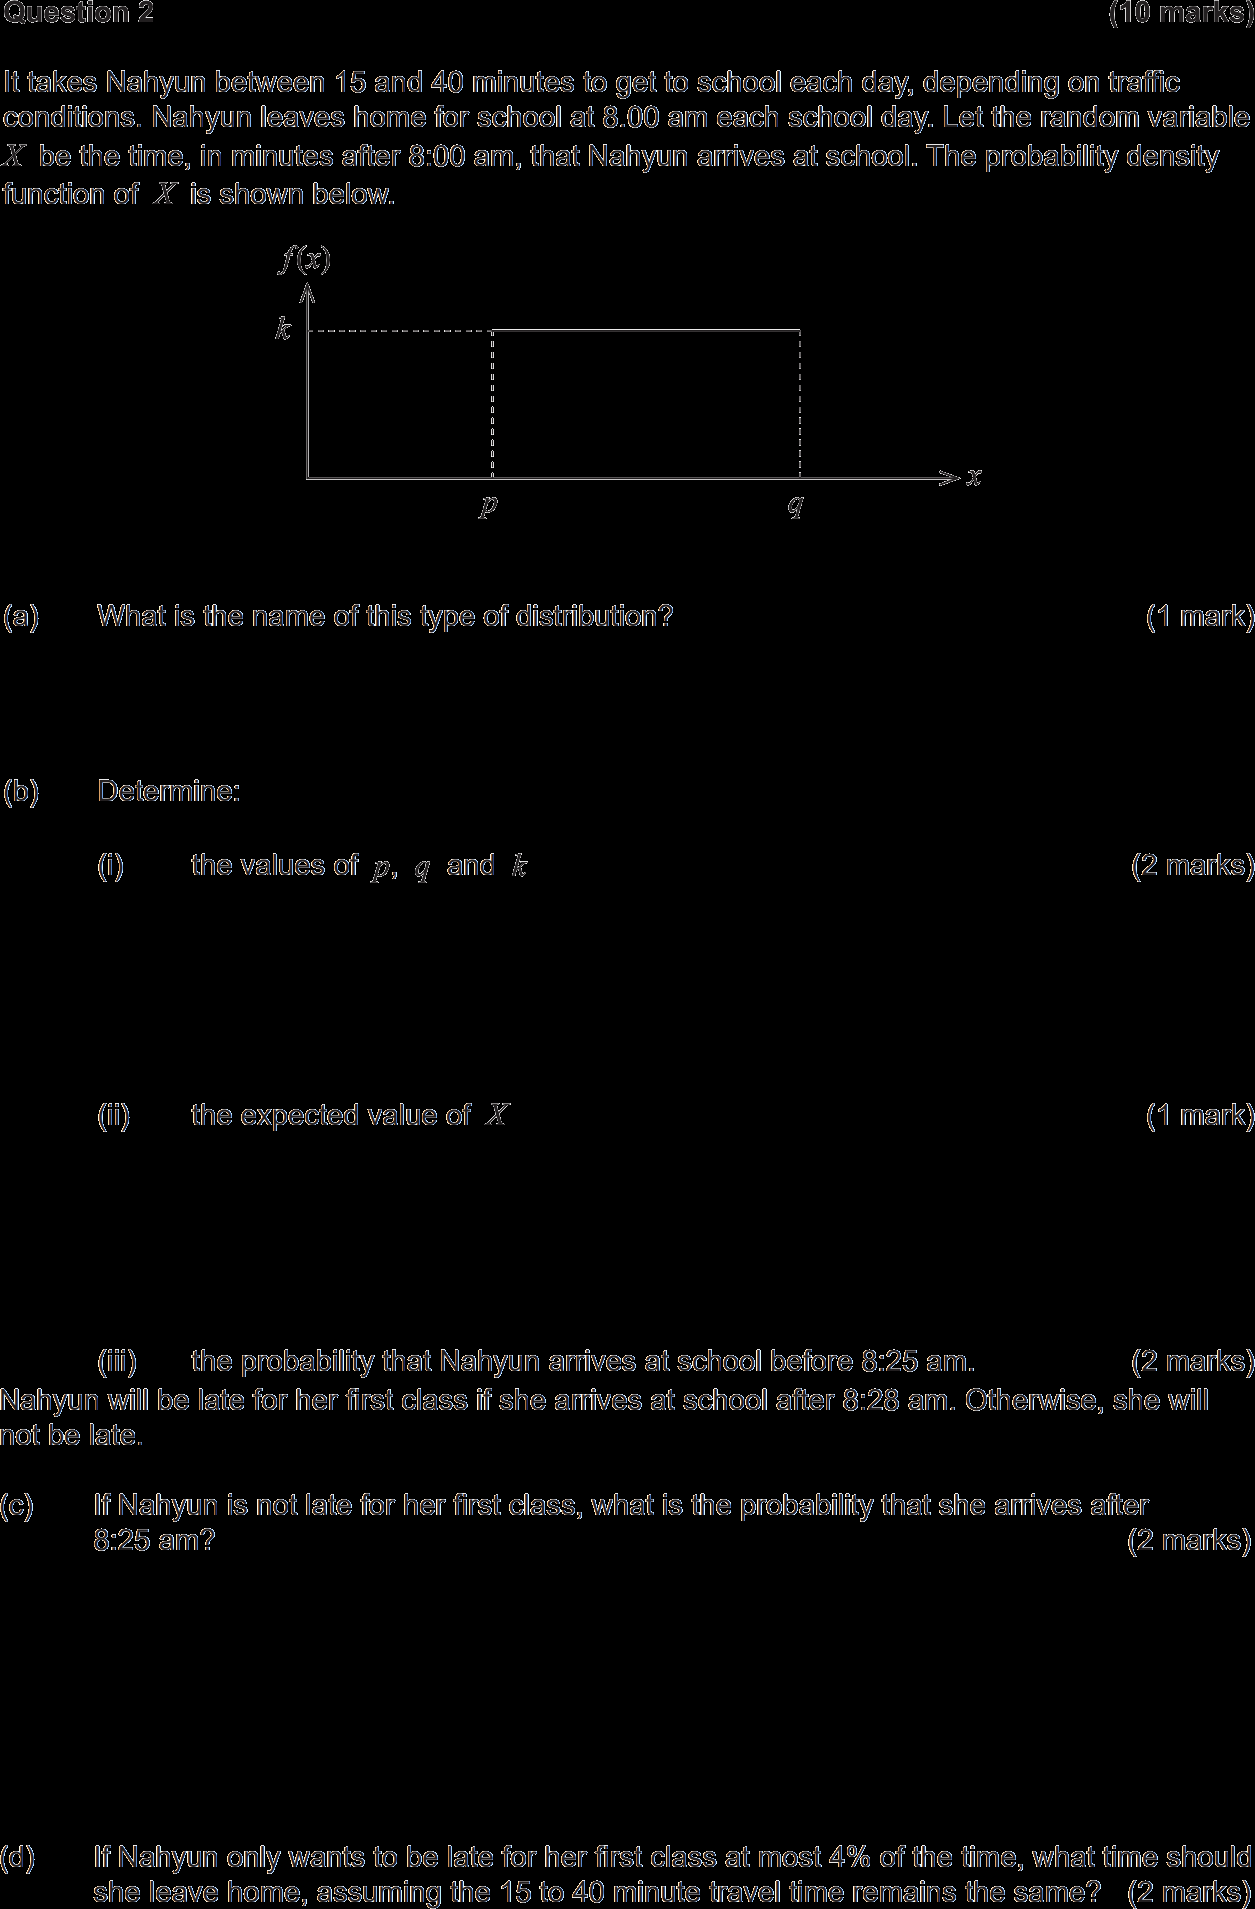 Question 2 (10 marks)
It takes Nahyun between 15 and 40 minutes to get to school each day, depending on traffic
conditions. Nahyun leaves home for school at 8.00 am each school day. Let the random variable
X be the time, in minutes after 8:00 am, that Nahyun arrives at school. The probability density
function of X is shown below.
f(x)
k
x
p q
(a) What is the name of this type of distribution? (1 mark)
(b) Determine:
(i) the values of p, q and k (2 marks)
(ii) the expected value of X (1 mark)
(iii) the probability that Nahyun arrives at school before 8:25 am. (2 marks)
Nahyun will be late for her first class if she arrives at school after 8:28 am. Otherwise, she will
not be late.
(c) If Nahyun is not late for her first class, what is the probability that she arrives after
8:25 am? (2 marks)
(d) If Nahyun only wants to be late for her first class at most 4% of the time, what time should
she leave home, assuming the 15 to 40 minute travel time remains the same? (2 marks)